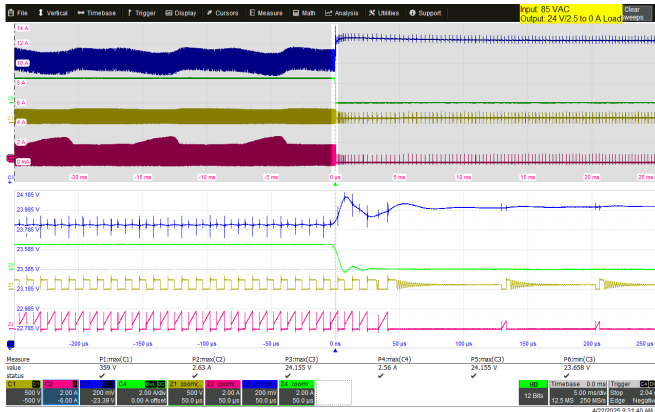 File Vertical Timebase Trigger Display Cursors Measure Math Analysis Utilities Support
Input: 85 VAC
Output: 24 V/2.5 to 0 A Load
Clear
Sweeps
14 A
12 A
10 A
8 A
6 A
4 A
2 A
0 mA
C3
-20 ms -15 ms -10 ms -5 ms 0 µs 5 ms 10 ms 15 ms 20 ms 25 ms
24.185 V
23.985 V
23.785 V
23.585 V
23.385 V
Z1
23.185 V
22.985 V
Z2
22.785 V
-200 µs -150 µs -100 µs -50 µs 0 µs 50 µs 100 µs 150 µs 200 µs
Measure P1:max(C1) P2:max(C2) P3:max(C3) P4:max(C4) P5:max(C3) P6:min(C3)
value 359 V 2.63 A 24.155 V 2.56 A 24.155 V 23.658 V
status
C1 C2 C4 Z1 zoom( Z2 zoom( Z4 zoom( HD Timebase 0.0 ms Trigger
500 V 2.00 A 200 mV 2.00 A/div 500 V 2.00 A 200 mV 2.00 A 12 Bits 5.00 ms/div Stop 2.04
-500 V -6.00 A -23.39 V 0.00 A offset 50.0 µs 50.0 µs 50.0 µs 50.0 µs 12.5 MS 250 MS/s Edge Negative
4/22/2025 9:31:40 AM